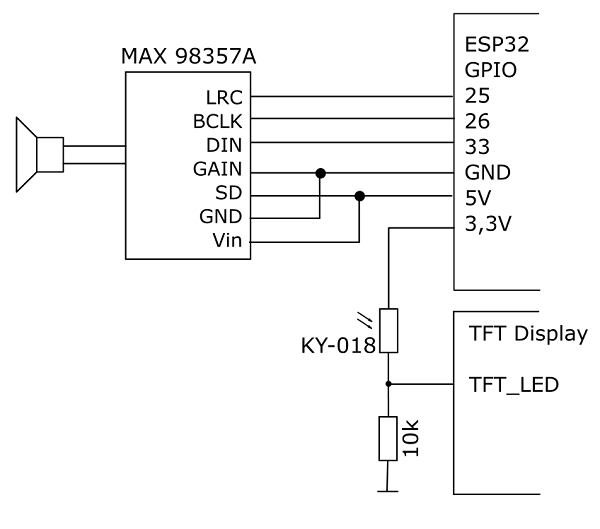 MAX 98357A
LRC
BCLK
DIN
GAIN
SD
GND
Vin
ESP32
GPIO
25
26
33
GND
5V
3,3V
KY-018
10k
TFT Display
TFT_LED